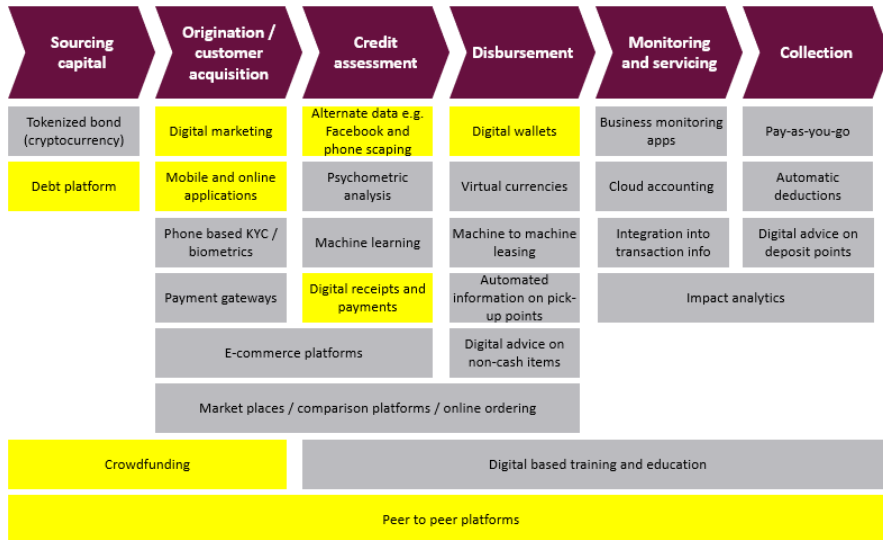 Sourcing
capital
Origination /
customer
acquisition
Credit
assessment
Disbursement
Monitoring
and servicing
Collection
Tokenized bond
(cryptocurrency)
Digital marketing
Alternate data e.g.
Facebook and
phone scaping
Digital wallets
Business monitoring
apps
Pay-as-you-go
Debt platform
Mobile and online
applications
Psychometric
analysis
Virtual currencies
Cloud accounting
Automatic
deductions
Phone based KYC /
biometrics
Machine learning
Machine to machine
leasing
Integration into
transaction info
Digital advice on
deposit points
Payment gateways
Digital receipts and
payments
Automated
information on pick-
up points
Impact analytics
E-commerce platforms
Digital advice on
non-cash items
Market places / comparison platforms / online ordering
Crowdfunding
Digital based training and education
Peer to peer platforms